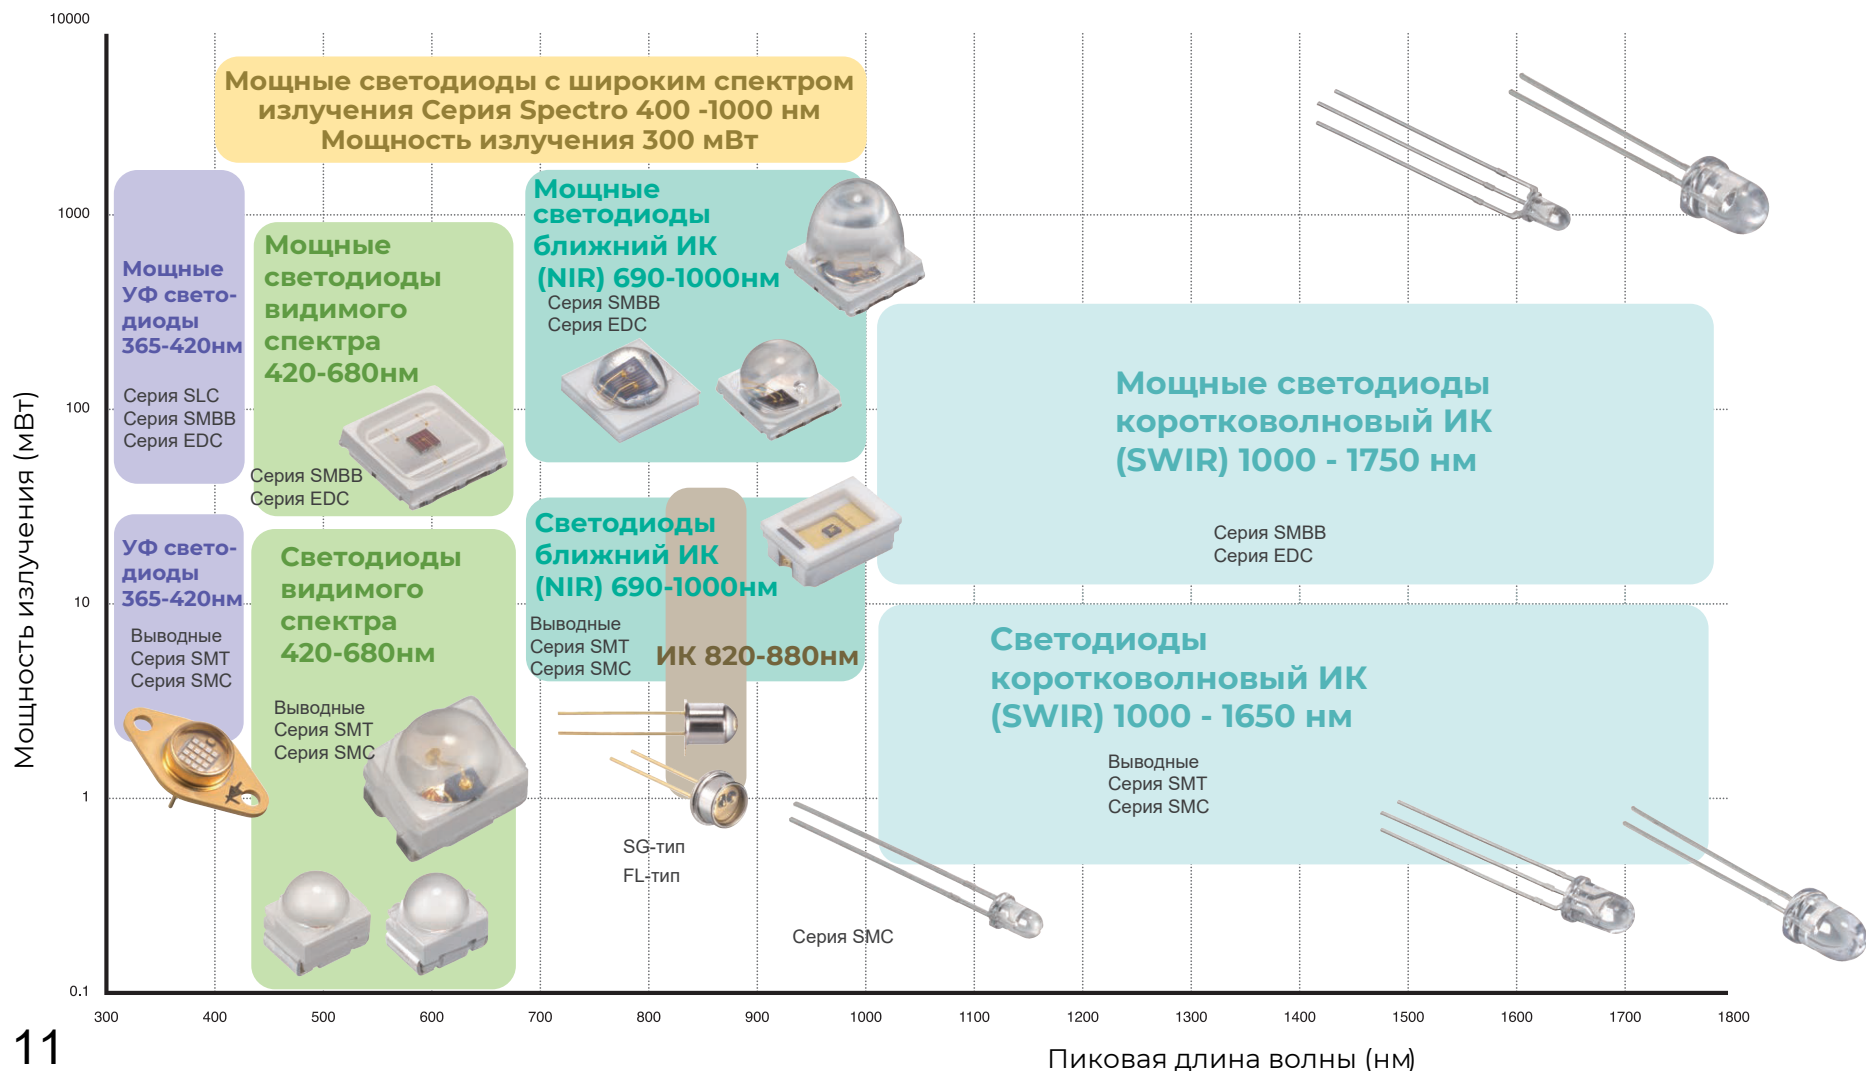 10000
1000
100
10
1
0.1
Мощность излучения (мВт)
Мощные светодиоды с широким спектром
излучения Серия Spectro 400 -1000 нм
Мощность излучения 300 мВт
Мощные
УФ свето-
диоды
365-420нм
Серия SLC
Серия SMBB
Серия EDC
Мощные
светодиоды
видимого
спектра
420-680нм
Серия SMBB
Серия EDC
Мощные
светодиоды
ближний ИК
(NIR) 690-1000нм
Серия SMBB
Серия EDC
Мощные светодиоды
коротковолновый ИК
(SWIR) 1000 - 1750 нм
Серия SMBB
Серия EDC
УФ свето-
диоды
365-420нм
Выводные
Серия SMT
Серия SMC
Светодиоды
видимого
спектра
420-680нм
Выводные
Серия SMT
Серия SMC
Светодиоды
ближний ИК
(NIR) 690-1000нм
Выводные
Серия SMT
Серия SMC
ИК 820-880нм
SG-тип
FL-тип
Светодиоды
коротковолновый ИК
(SWIR) 1000 - 1650 нм
Выводные
Серия SMT
Серия SMC
Серия SMC
300 400 500 600 700 800 900 1000 1100 1200 1300 1400 1500 1600 1700 1800
Пиковая длина волны (нм)
11